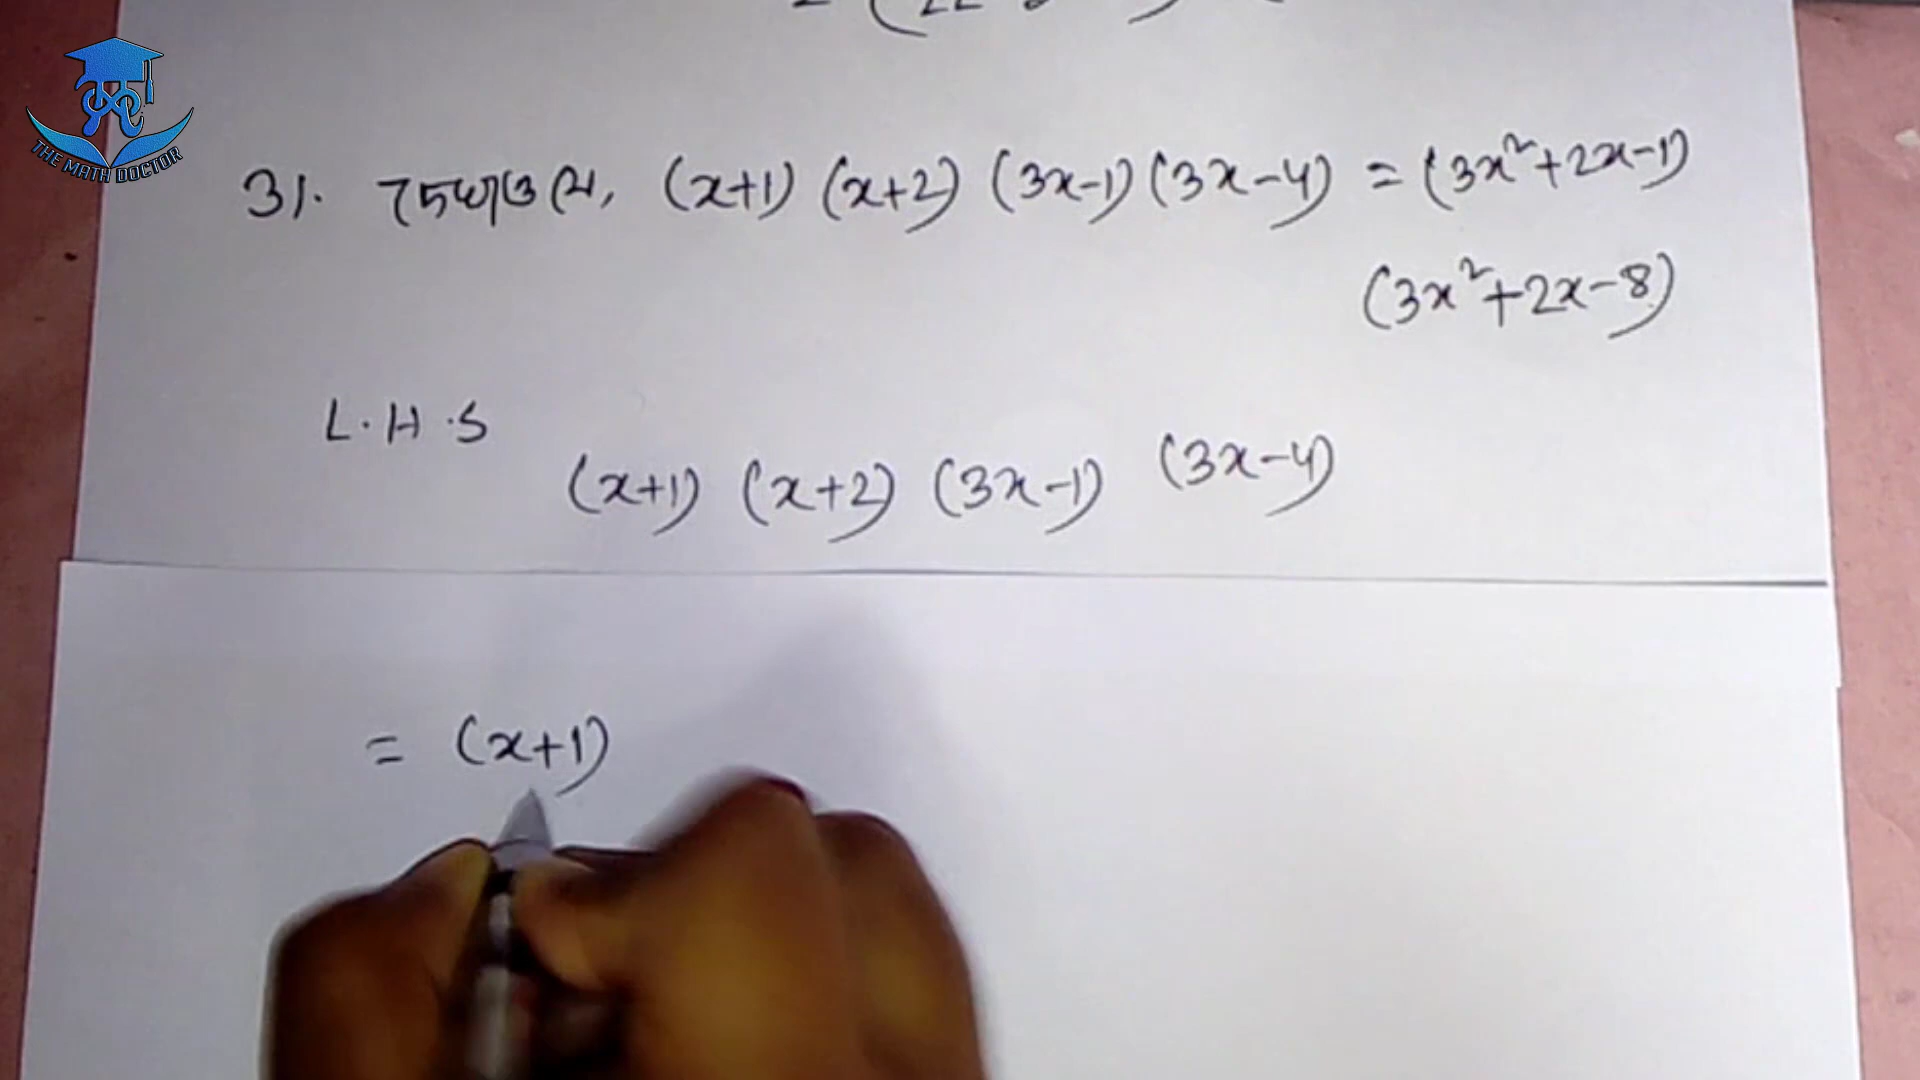 THE MATH DOCTOR
31. দেখাও যে, (x+1) (x+2) (3x-1) (3x-4) = (3x²+2x-1)
(3x²+2x-8)
L.H.S
(x+1) (x+2) (3x-1) (3x-4)
= (x+1)